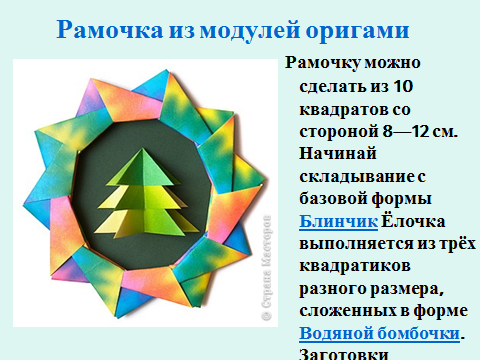 Рамочка из модулей оригами
Рамочку можно
сделать из 10
квадратов со
стороной 8—12 см.
Начинай
складывание с
базовой формы
Блинчик Ёлочка
выполняется из трёх
квадратиков
разного размера,
сложенных в форме
Водяной бомбочки.
Заготовки
© Страна Мастеров